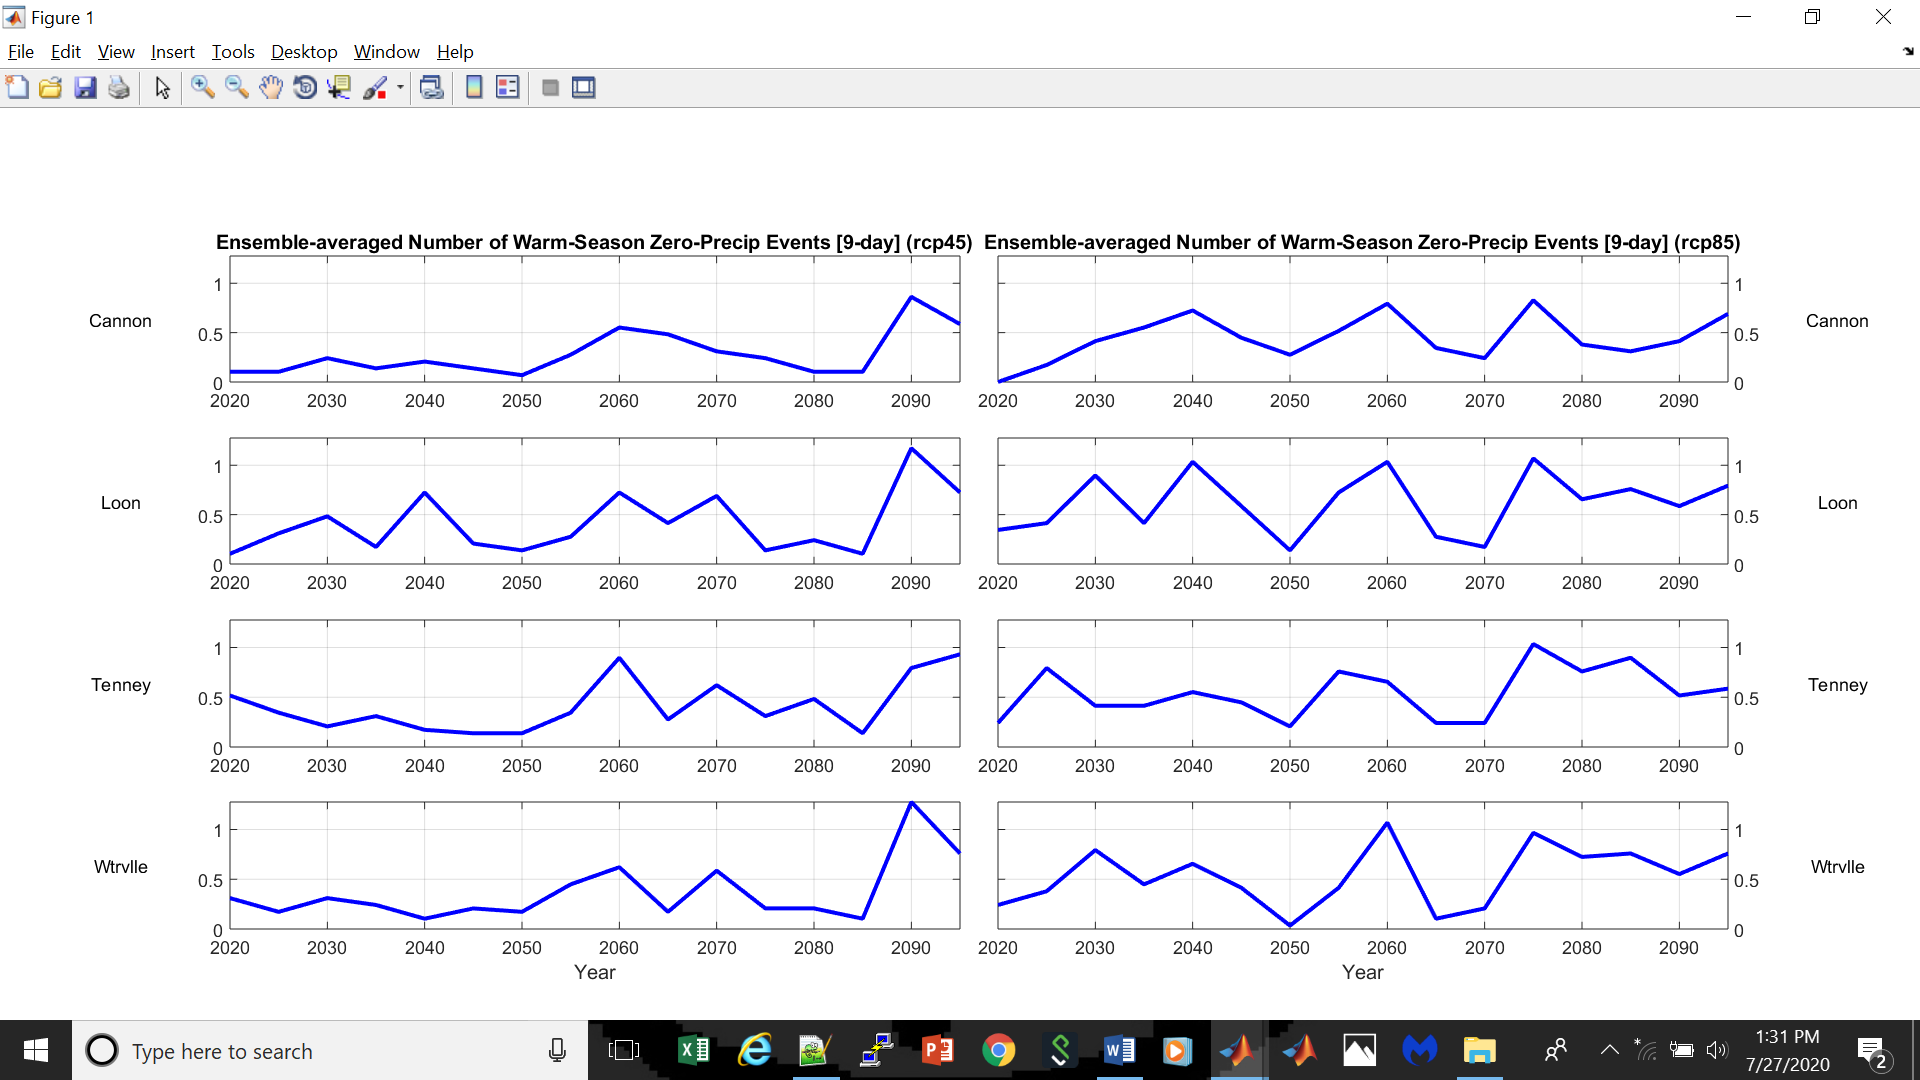 Figure 1
File Edit View Insert Tools Desktop Window Help
Ensemble-averaged Number of Warm-Season Zero-Precip Events [9-day] (rcp45)
Ensemble-averaged Number of Warm-Season Zero-Precip Events [9-day] (rcp85)
Cannon
1
0.5
0
2020 2030 2040 2050 2060 2070 2080 2090
2020 2030 2040 2050 2060 2070 2080 2090
1
0.5
0
Cannon
Loon
1
0.5
0
2020 2030 2040 2050 2060 2070 2080 2090
2020 2030 2040 2050 2060 2070 2080 2090
1
0.5
0
Loon
Tenney
1
0.5
0
2020 2030 2040 2050 2060 2070 2080 2090
2020 2030 2040 2050 2060 2070 2080 2090
1
0.5
0
Tenney
Wtrvlle
1
0.5
0
2020 2030 2040 2050 2060 2070 2080 2090
2020 2030 2040 2050 2060 2070 2080 2090
1
0.5
0
Wtrvlle
Year
Year
Type here to search
1:31 PM
7/27/2020
2